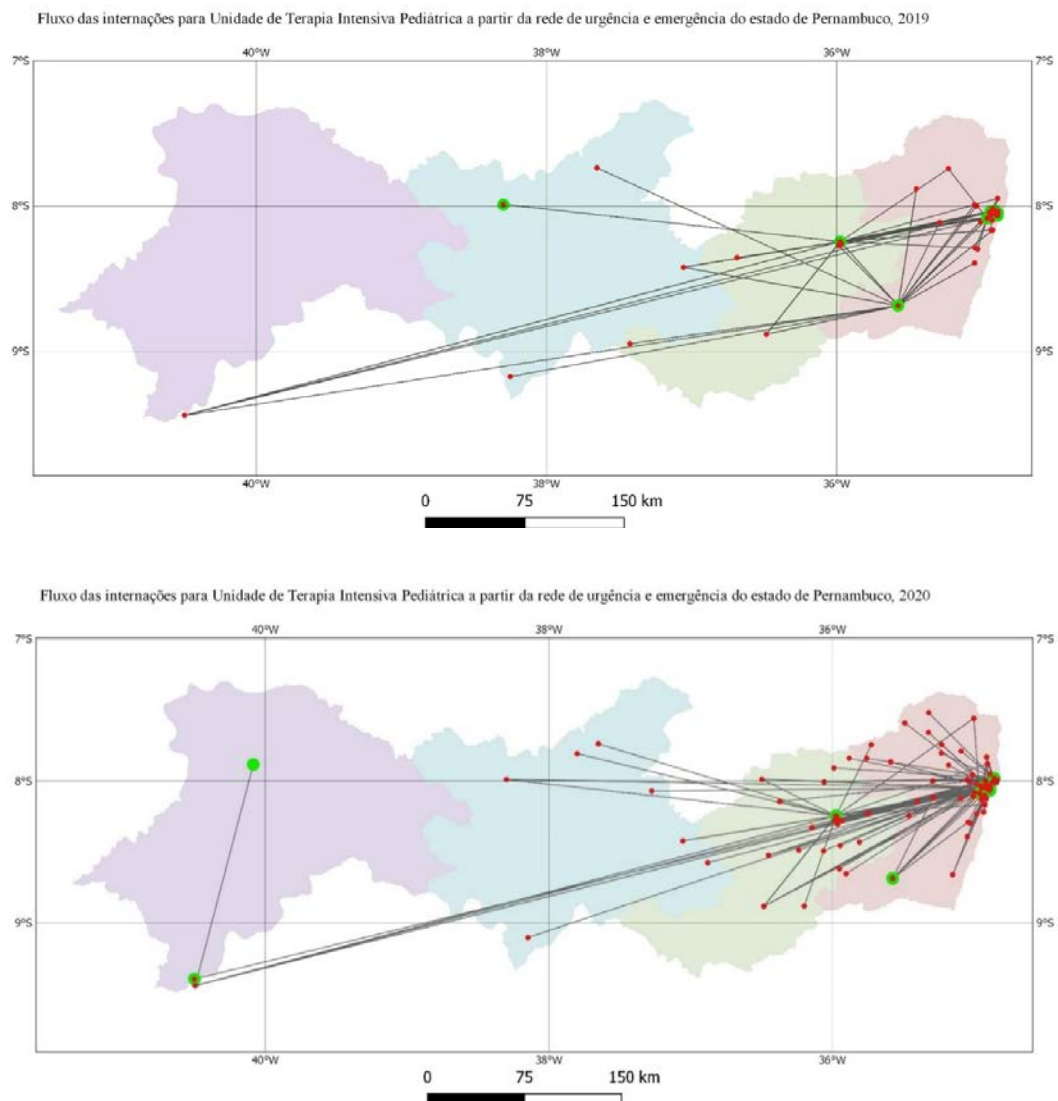 Fluxo das internações para Unidade de Terapia Intensiva Pediátrica a partir da rede de urgência e emergência do estado de Pernambuco, 2019
40°W 38°W 36°W
7°S 7°S
8°S 8°S
9°S 9°S
40°W 38°W 36°W
0 75 150 km
Fluxo das internações para Unidade de Terapia Intensiva Pediátrica a partir da rede de urgência e emergência do estado de Pernambuco, 2020
40°W 38°W 36°W
7°S 7°S
8°S 8°S
9°S 9°S
40°W 38°W 36°W
0 75 150 km